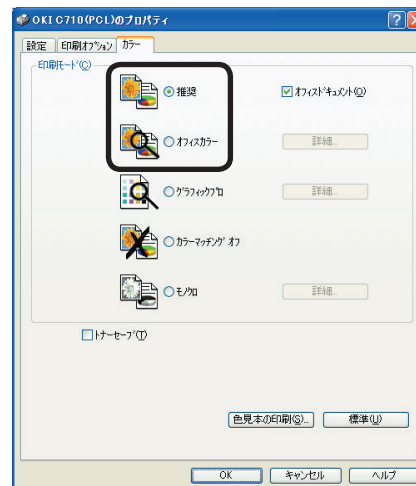 OKI C710(PCL)のプロパティ
設定 印刷オプション カラー
印刷モード(C)
推奨 オフィスドキュメント(O)
オフィスカラー 詳細...
グラフィックプロ 詳細...
カラーマッチング オフ
モノクロ 詳細...
トナーセーブ(T)
色見本の印刷(S)... 標準(U)
OK キャンセル ヘルプ